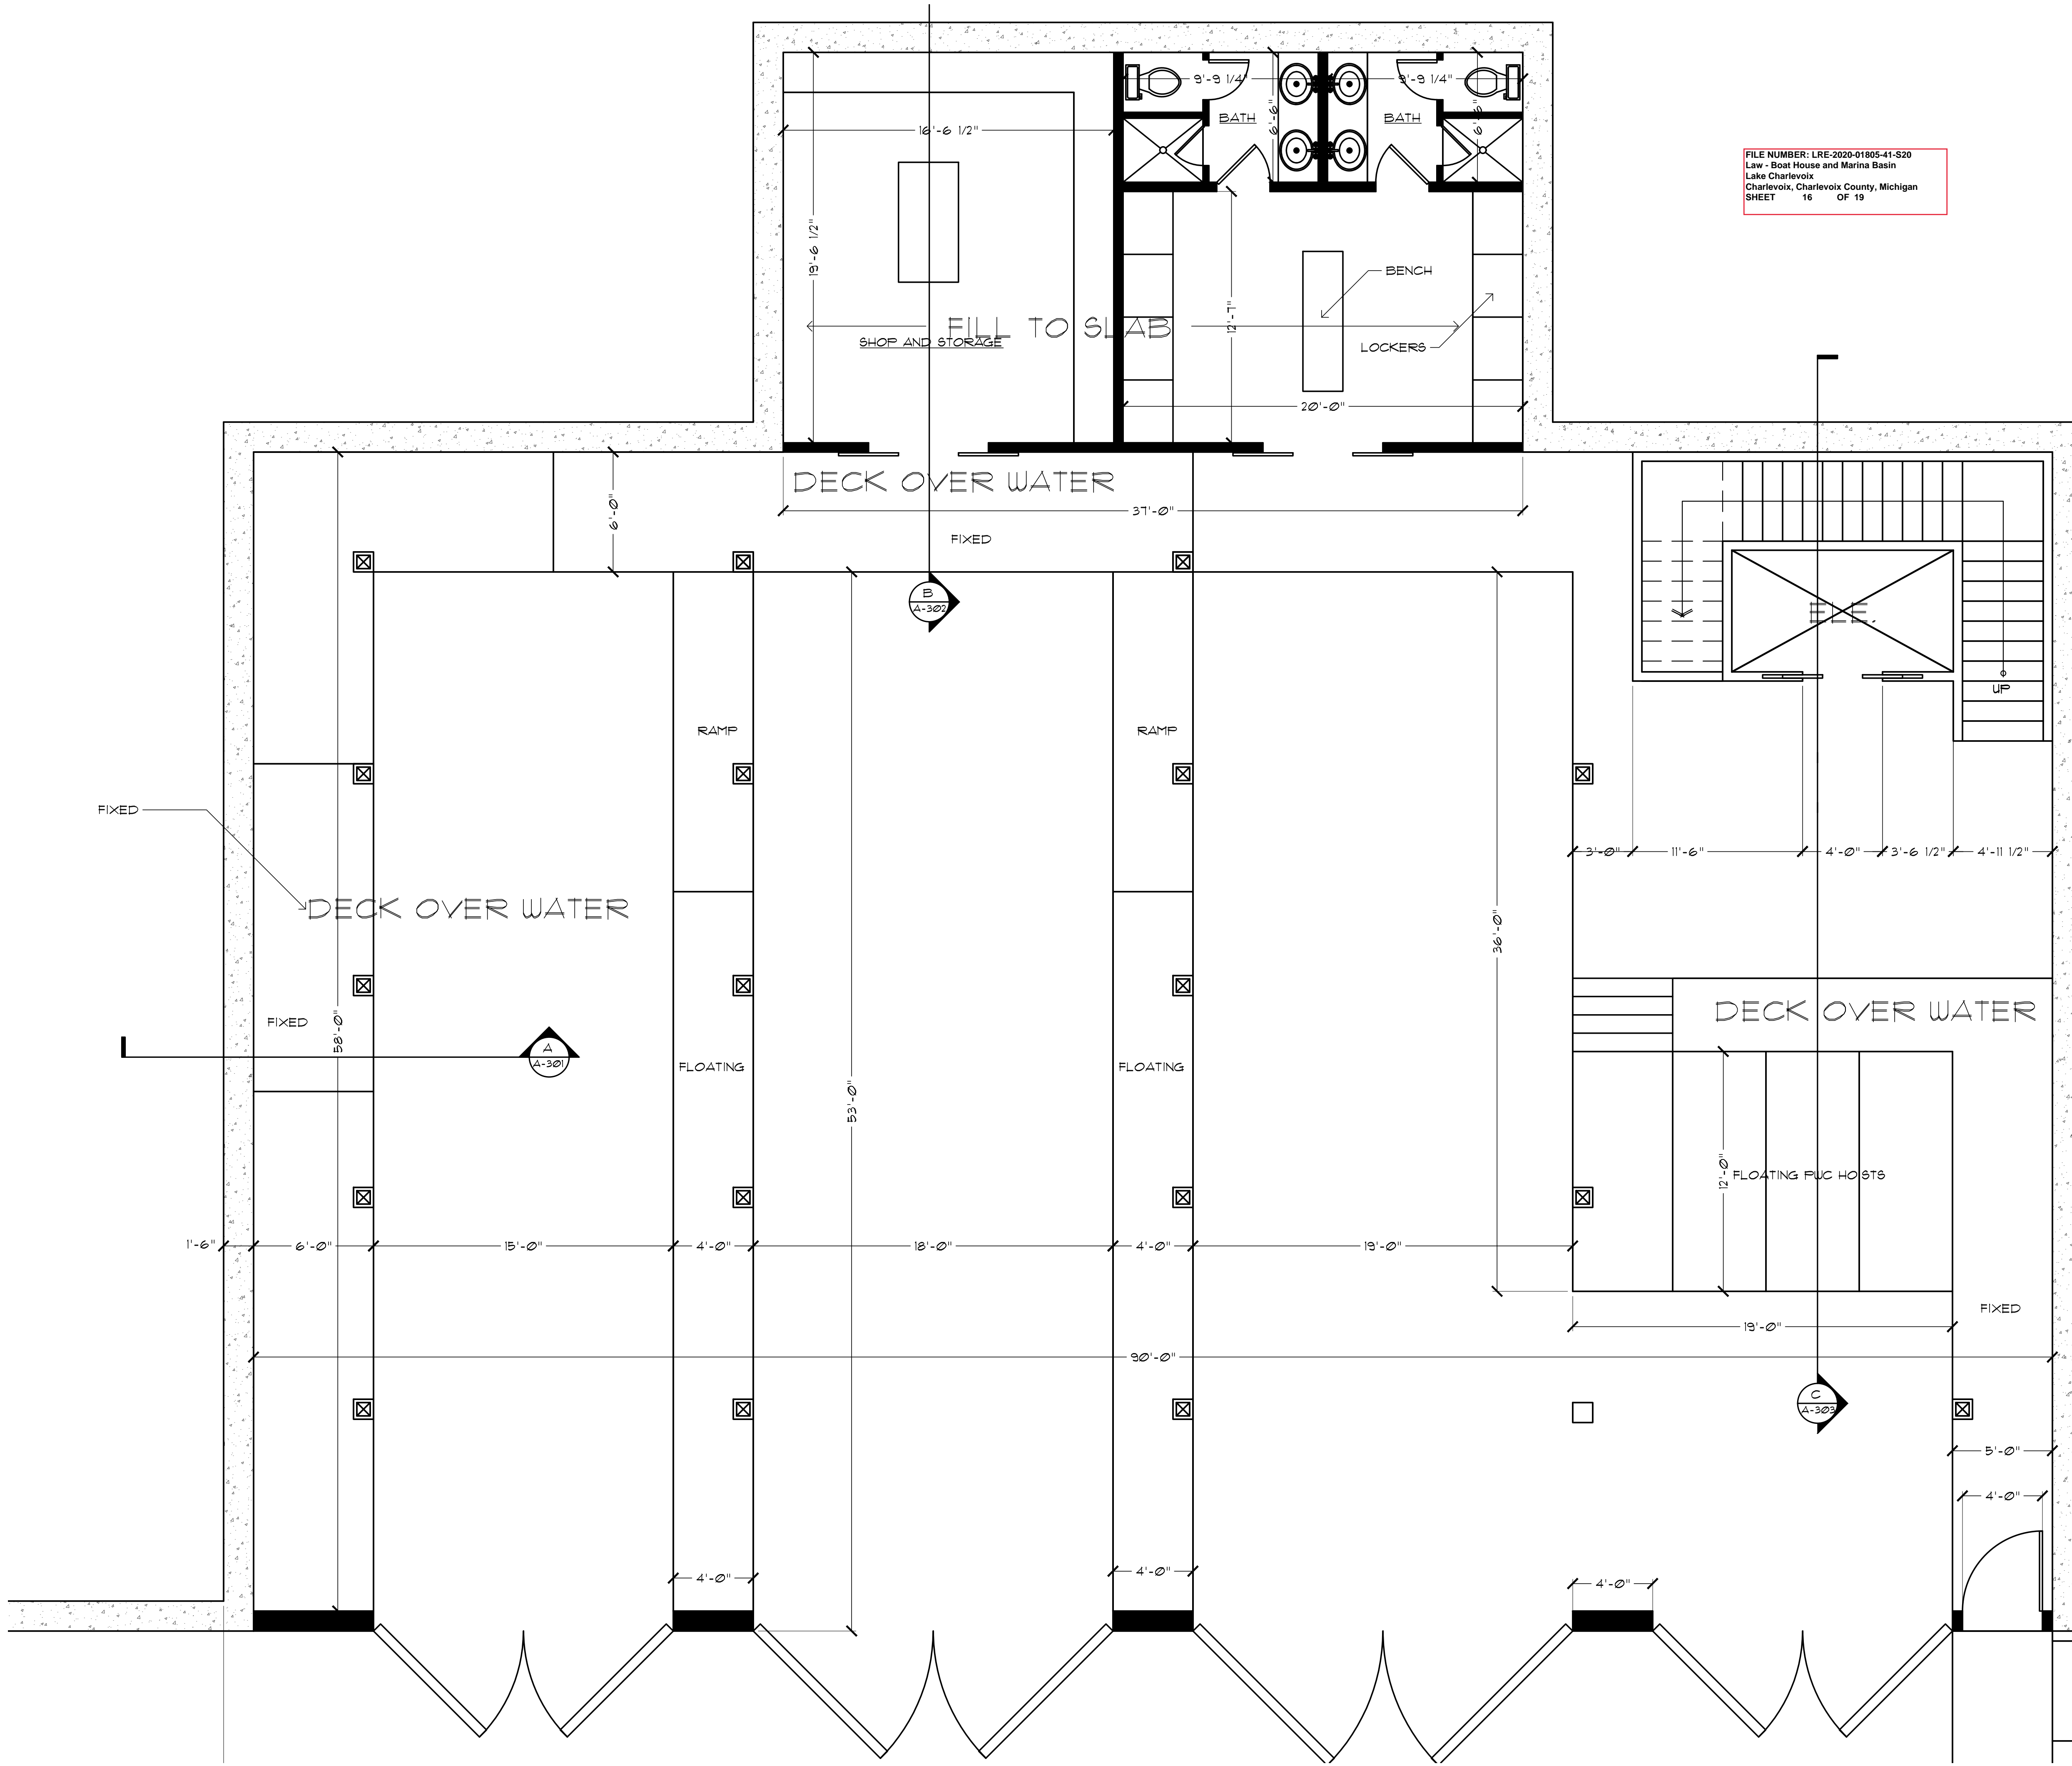 9'-9 1/4"
9'-9 1/4"
6'-6"
6'-6"
BATH
BATH
16'-6 1/2"
FILE NUMBER: LRE-2020-01805-41-S20
Law - Boat House and Marina Basin
Lake Charlevoix
Charlevoix, Charlevoix County, Michigan
SHEET 16 OF 19
19'-6 1/2"
BENCH
12'-7"
FILL TO SLAB
SHOP AND STORAGE
LOCKERS
20'-0"
DECK OVER WATER
37'-0"
6'-0"
FIXED
B
A-302
ELE.
UP
RAMP
RAMP
FIXED
3'-0"
11'-6"
4'-0"
3'-6 1/2"
4'-11 1/2"
DECK OVER WATER
36'-0"
DECK OVER WATER
FIXED
58'-0"
A
A-301
FLOATING
FLOATING
53'-0"
12'-0"
FLOATING PWC HOISTS
1'-6"
6'-0"
15'-0"
4'-0"
18'-0"
4'-0"
19'-0"
FIXED
19'-0"
90'-0"
C
A-303
5'-0"
4'-0"
4'-0"
4'-0"
4'-0"